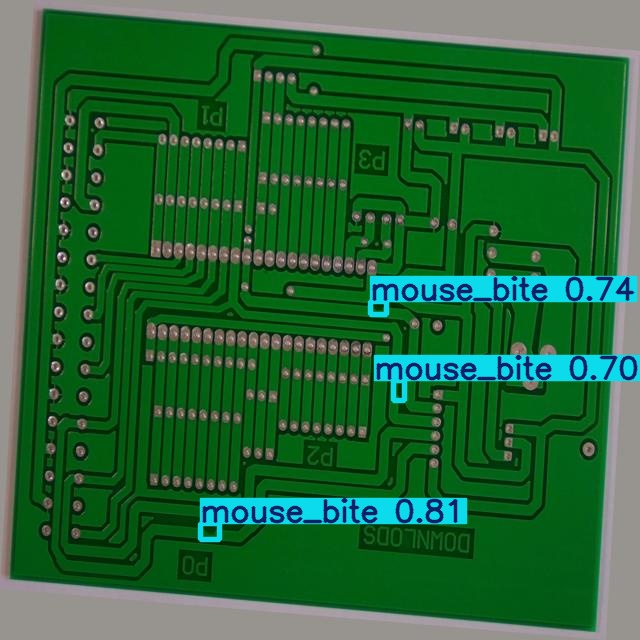 P1
P3
mouse_bite 0.74
mouse_bite 0.70
P2
mouse_bite 0.81
DOWNLODS
P0